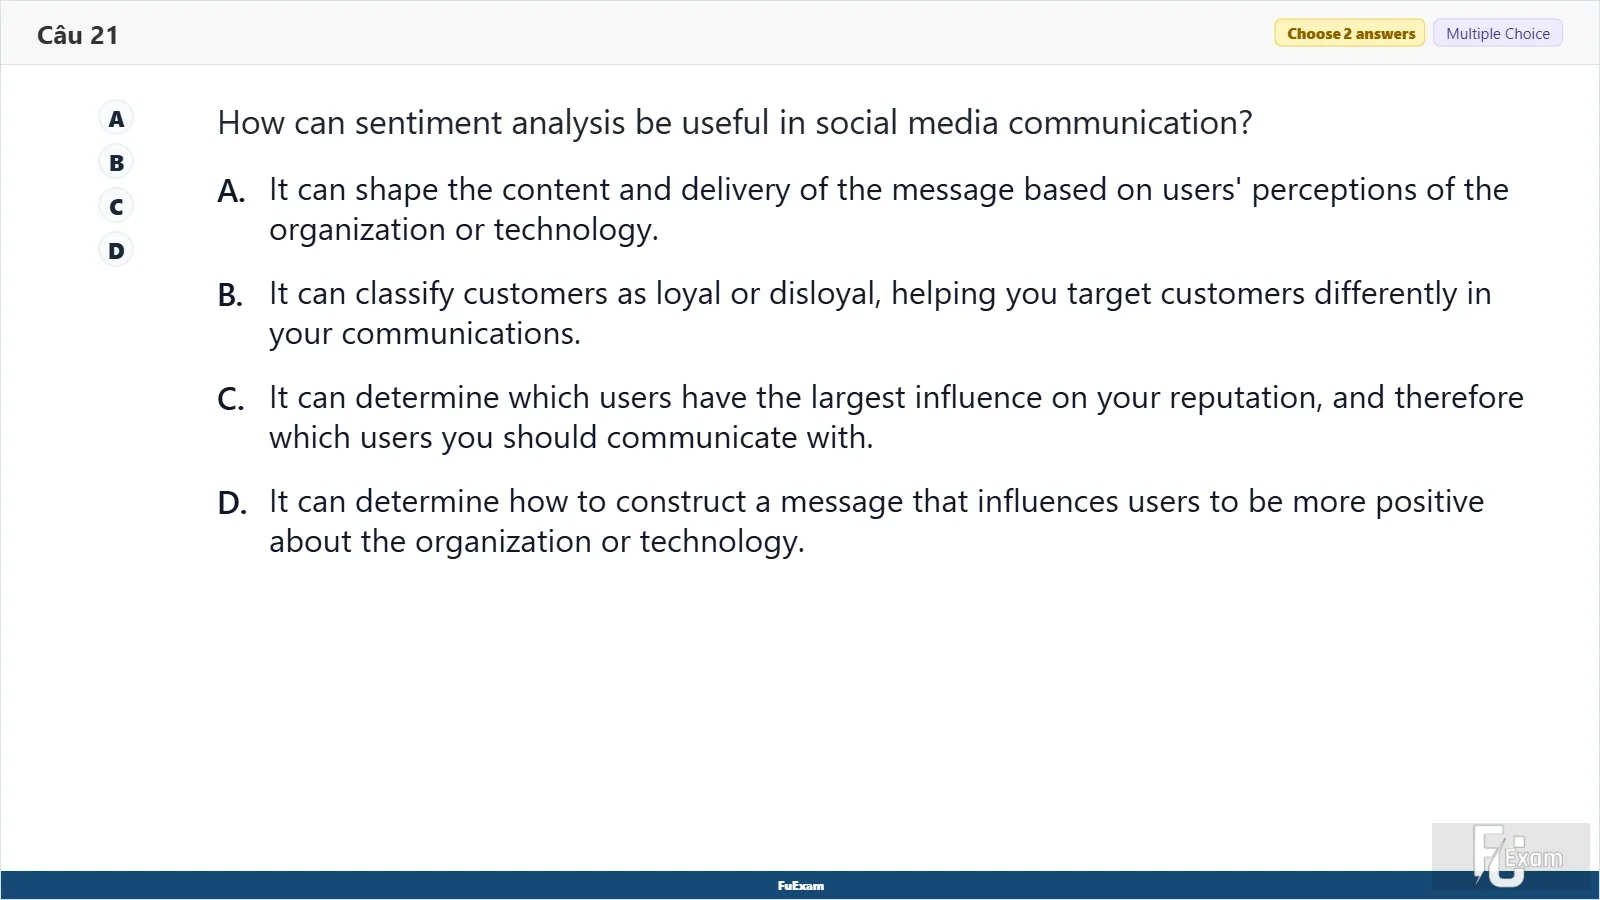 Câu 21
Choose 2 answers
Multiple Choice
A
B
C
D
How can sentiment analysis be useful in social media communication?
A. It can shape the content and delivery of the message based on users' perceptions of the
organization or technology.
B. It can classify customers as loyal or disloyal, helping you target customers differently in
your communications.
C. It can determine which users have the largest influence on your reputation, and therefore
which users you should communicate with.
D. It can determine how to construct a message that influences users to be more positive
about the organization or technology.
FuExam
FU Exam